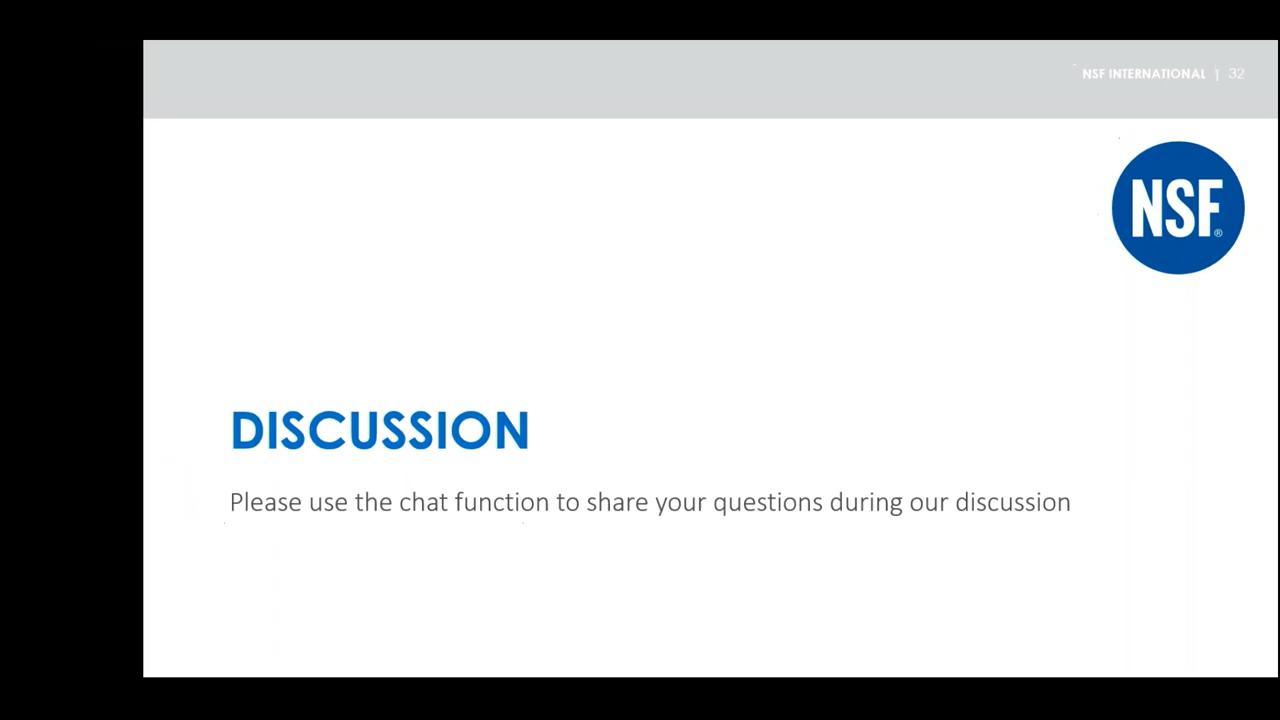 NSF INTERNATIONAL | 32
NSF®
DISCUSSION
Please use the chat function to share your questions during our discussion